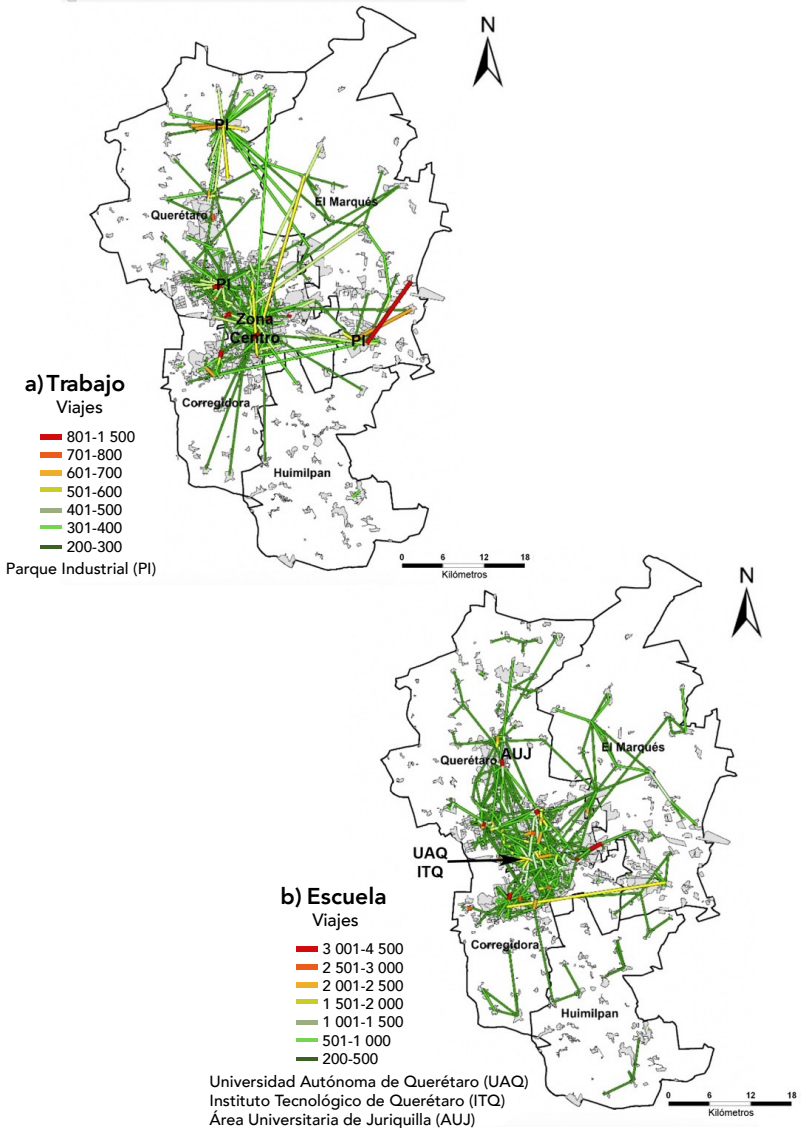 N
PI
El Marqués
Querétaro
PI
Zona
Centro
PI
a) Trabajo
Viajes
Corregidora
801-1 500
701-800
601-700
501-600
401-500
301-400
200-300
Huimilpan
Parque Industrial (PI)
0 6 12 18
Kilómetros
N
El Marqués
AUJ
Querétaro
UAQ
ITQ
b) Escuela
Viajes
Corregidora
3 001-4 500
2 501-3 000
2 001-2 500
1 501-2 000
1 001-1 500
501-1 000
200-500
Huimilpan
Universidad Autónoma de Querétaro (UAQ)
Instituto Tecnológico de Querétaro (ITQ)
Área Universitaria de Juriquilla (AUJ)
0 6 12 18
Kilómetros